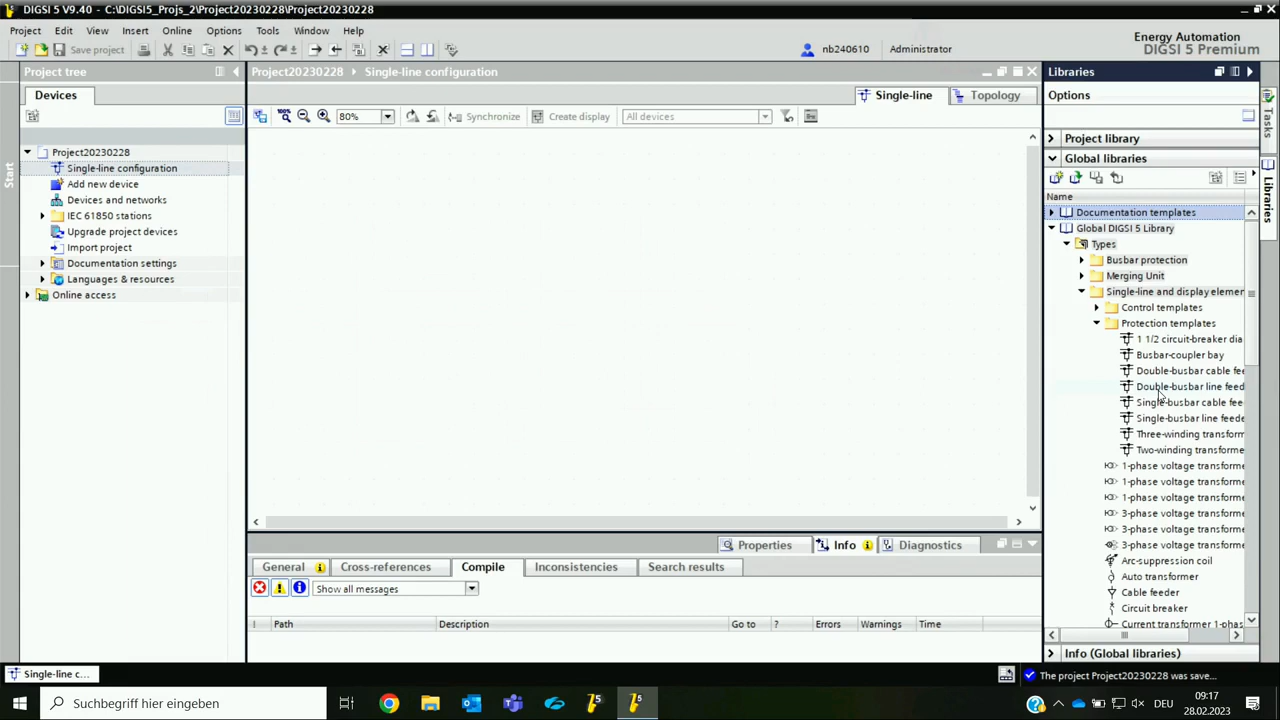 DIGSI 5 V9.40 - C:\DIGSI5_Projs_2\Project20230228\Project20230228
Project Edit View Insert Online Options Tools Window Help
Energy Automation
DIGSI 5 Premium
Save project
nb240610 Administrator
Project tree
Project20230228 Single-line configuration
Libraries
Devices
Single-line Topology
Options
100%
80%
Synchronize Create display All devices
Project library
Global libraries
Name
Start
Tasks
Libraries
Project20230228
Single-line configuration
Add new device
Devices and networks
IEC 61850 stations
Upgrade project devices
Import project
Documentation settings
Languages & resources
Online access
Documentation templates
Global DIGSI 5 Library
Types
Busbar protection
Merging Unit
Single-line and display elemen
Control templates
Protection templates
1 1/2 circuit-breaker dia
Busbar-coupler bay
Double-busbar cable fee
Double-busbar line feed
Single-busbar cable fee
Single-busbar line feede
Three-winding transform
Two-winding transforme
1-phase voltage transforme
1-phase voltage transforme
1-phase voltage transforme
3-phase voltage transforme
3-phase voltage transforme
3-phase voltage transforme
Arc-suppression coil
Auto transformer
Cable feeder
Circuit breaker
Current transformer 1-phas
Info (Global libraries)
Properties Info Diagnostics
General Cross-references Compile Inconsistencies Search results
Show all messages
! Path Description Go to ? Errors Warnings Time
Single-line c...
The project Project20230228 was save...
Suchbegriff hier eingeben
DEU
09:17
28.02.2023